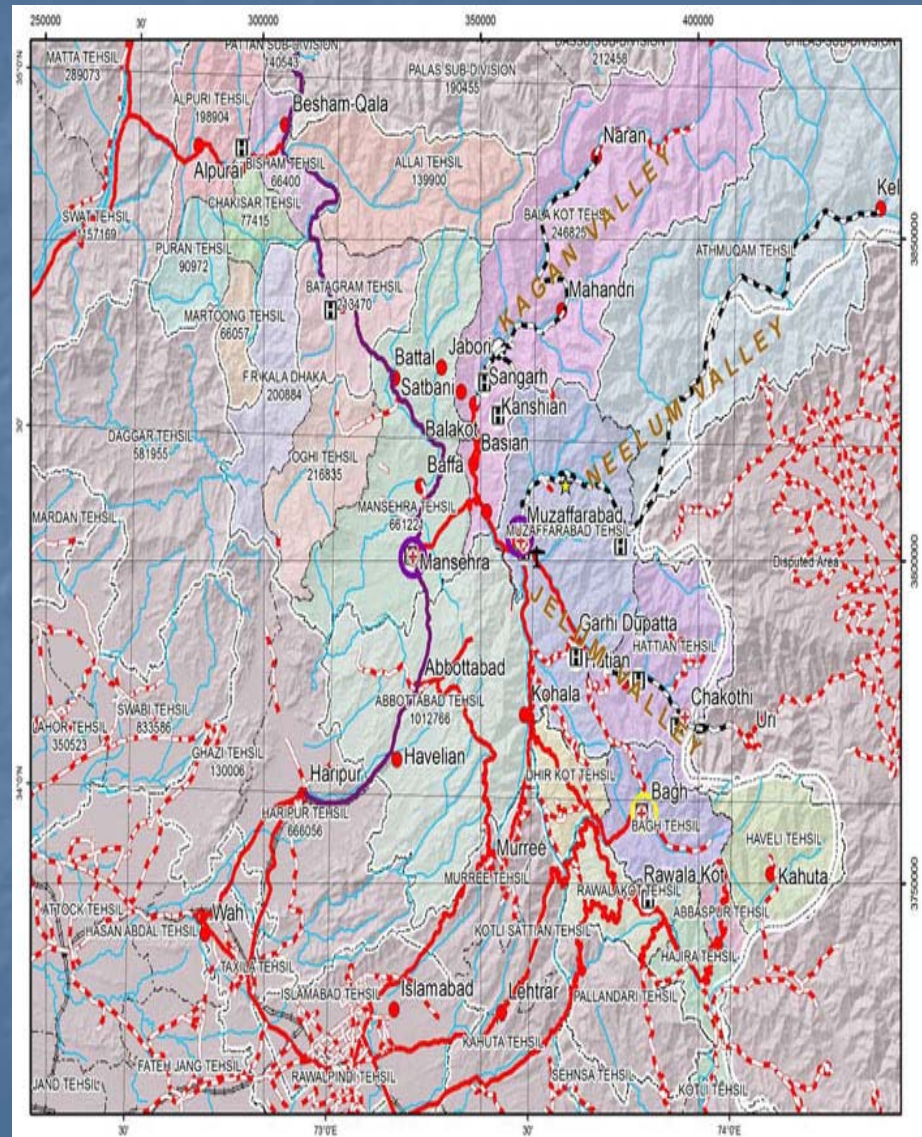 250000 30' 300000 350000 400000
35°0'N
MATTA TEHSIL
289073
PATTAN SUB-DIVISION
140543
PALAS SUB-DIVISION
190455
212456
ALPURI TEHSIL
198904
Besham-Qala
Alpurai
BISHAM TEHSIL
66400
ALLAI TEHSIL
139900
Naran
Kel
CHAKISAR TEHSIL
77415
SWAT TEHSIL
1157169
PURAN TEHSIL
90972
BALA KOT TEHSIL
246825
KAGAN VALLEY
ATHMUQAM TEHSIL
3850000
BATAGRAM TEHSIL
MARTOONG TEHSIL
66057
Mahandri
Battal
Jabori
Sangarh
Satbani
Kanshian
F.R KALA DHAKA
200884
NEELUM VALLEY
30'
DAGGAR TEHSIL
581955
OGHI TEHSIL
216835
Balakot
Basian
Baffa
MANSEHRA TEHSIL
66122
MARDAN TEHSIL
Muzaffarabad
MUZAFFARABAD TEHSIL
Mansehra
3800000
Disputed Area
JELUM VALLEY
Garhi Dupatta
HATTIAN TEHSIL
Abbottabad
ABBOTTABAD TEHSIL
1012766
Kohala
Chakothi
Uri
SWABI TEHSIL
833586
LAHOR TEHSIL
350523
GHAZI TEHSIL
130006
Havelian
34°0'N
Haripur
HARIPUR TEHSIL
666056
DHIR KOT TEHSIL
Bagh
BAGH TEHSIL
HAVELI TEHSIL
Murree
MURREE TEHSIL
Rawala Kot
RAWALAKOT TEHSIL
Kahuta
3750000
ATTOCK TEHSIL
Wah
HASAN ABDAL TEHSIL
ABBASPUR TEHSIL
KOTLI SATTIAN TEHSIL
HAJIRA TEHSIL
TAXILA TEHSIL
ISLAMABAD TEHSIL
Islamabad
Lehtrar
PALLANDARI TEHSIL
KAHUTA TEHSIL
FATEH JANG TEHSIL
RAWALPINDI TEHSIL
SEHNSA TEHSIL
JAND TEHSIL
KOTLI TEHSIL
30' 73°0'E 30' 74°0'E